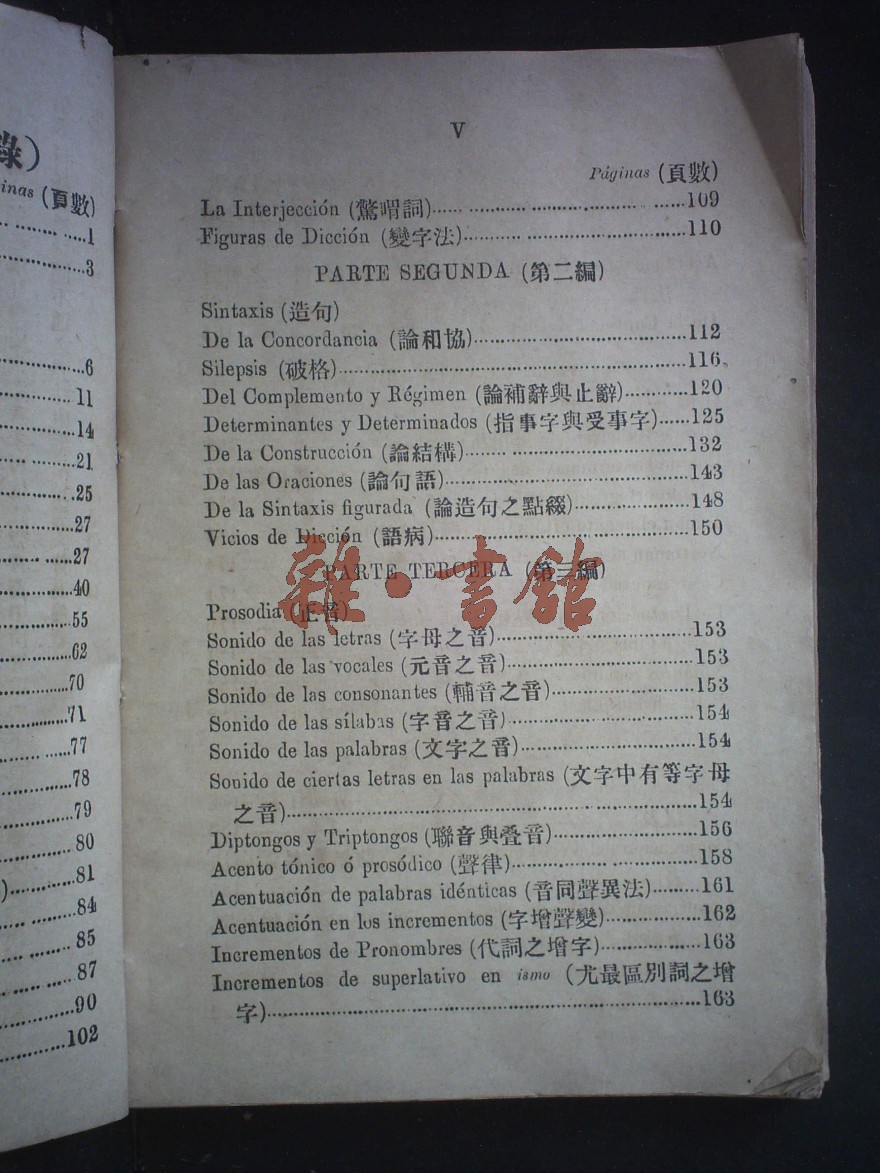 錄)
inas (頁數)
1
3
6
11
14
21
25
27
27
40
55
62
70
71
77
78
79
80
)81
84
85
87
90
102
V
Páginas (頁數)
La Interjección (驚喟詞)109
Figuras de Dicción (變字法)110
PARTE SEGUNDA (第二編)
Sintaxis (造句)
De la Concordancia (論和協)112
Silepsis (破格)116
Del Complemento y Régimen (論補辭與止辭)120
Determinantes y Determinados (指事字與受事字)125
De la Construcción (論結構)132
De las Oraciones (論句語)143
De la Sintaxis figurada (論造句之點綴)148
Vicios de Dicción (語病)150
PARTE TERCERA (第三編)
雜·書館
Prosodia (正音)
Sonido de las letras (字母之音)153
Sonido de las vocales (元音之音)153
Sonido de las consonantes (輔音之音)153
Sonido de las sílabas (字音之音)154
Sonido de las palabras (文字之音)154
Sonido de ciertas letras en las palabras (文字中有等字母
之音)154
Diptongos y Triptongos (聯音與叠音)156
Acento tónico ó prosódico (聲律)158
Acentuación de palabras idénticas (音同聲異法)161
Acentuación en los incrementos (字增聲變)162
Incrementos de Pronombres (代詞之增字)163
Incrementos de superlativo en ismo (尤最區別詞之增
字)163